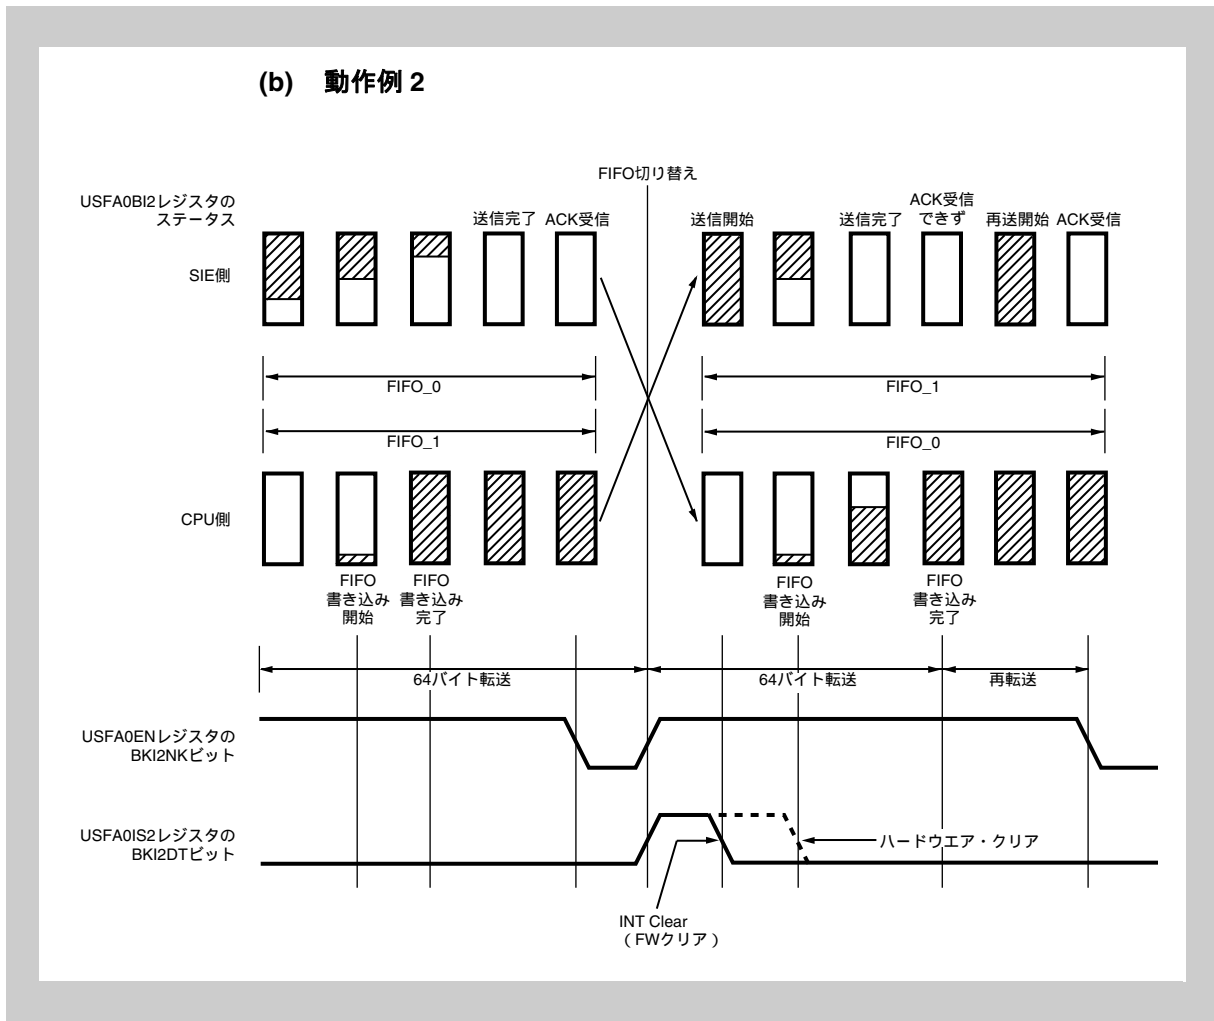 (b) 動作例 2
FIFO切り替え
USFA0BI2レジスタの
ステータス
送信完了 ACK受信
送信開始
送信完了
ACK受信
できず
再送開始 ACK受信
SIE側
FIFO_0
FIFO_1
FIFO_1
FIFO_0
CPU側
FIFO
書き込み
開始
FIFO
書き込み
完了
FIFO
書き込み
開始
FIFO
書き込み
完了
64バイト転送
64バイト転送
再転送
USFA0ENレジスタの
BKI2NKビット
USFA0IS2レジスタの
BKI2DTビット
ハードウエア・クリア
INT Clear
(FWクリア)